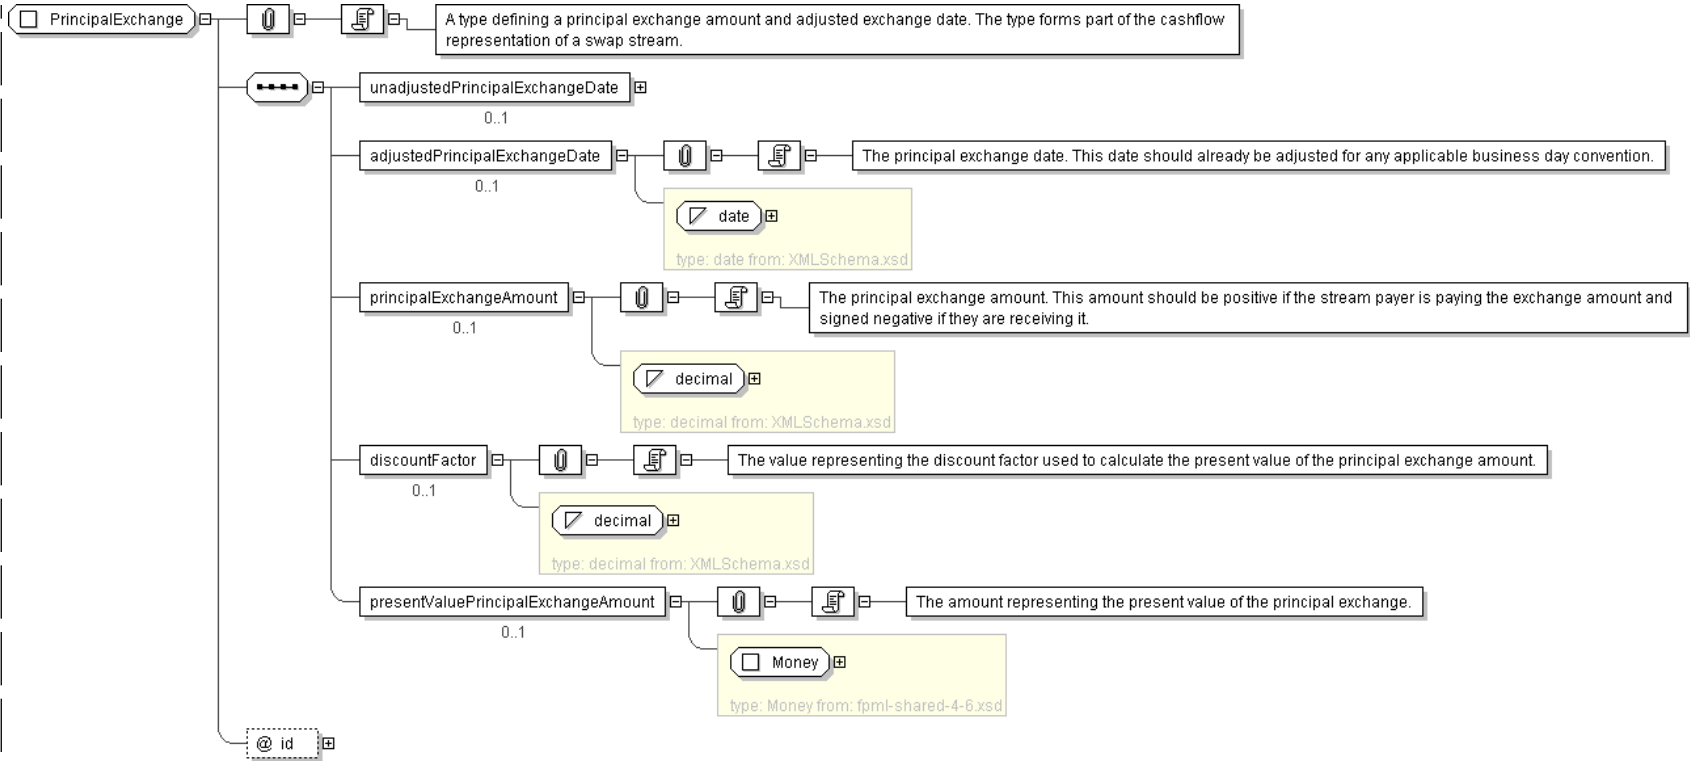 PrincipalExchange
A type defining a principal exchange amount and adjusted exchange date. The type forms part of the cashflow
representation of a swap stream.
unadjustedPrincipalExchangeDate
0..1
adjustedPrincipalExchangeDate
The principal exchange date. This date should already be adjusted for any applicable business day convention.
0..1
date
type: date from: XMLSchema.xsd
principalExchangeAmount
The principal exchange amount. This amount should be positive if the stream payer is paying the exchange amount and
signed negative if they are receiving it.
0..1
decimal
type: decimal from: XMLSchema.xsd
discountFactor
The value representing the discount factor used to calculate the present value of the principal exchange amount.
0..1
decimal
type: decimal from: XMLSchema.xsd
presentValuePrincipalExchangeAmount
The amount representing the present value of the principal exchange.
0..1
Money
type: Money from: fpml-shared-4-6.xsd
@ id